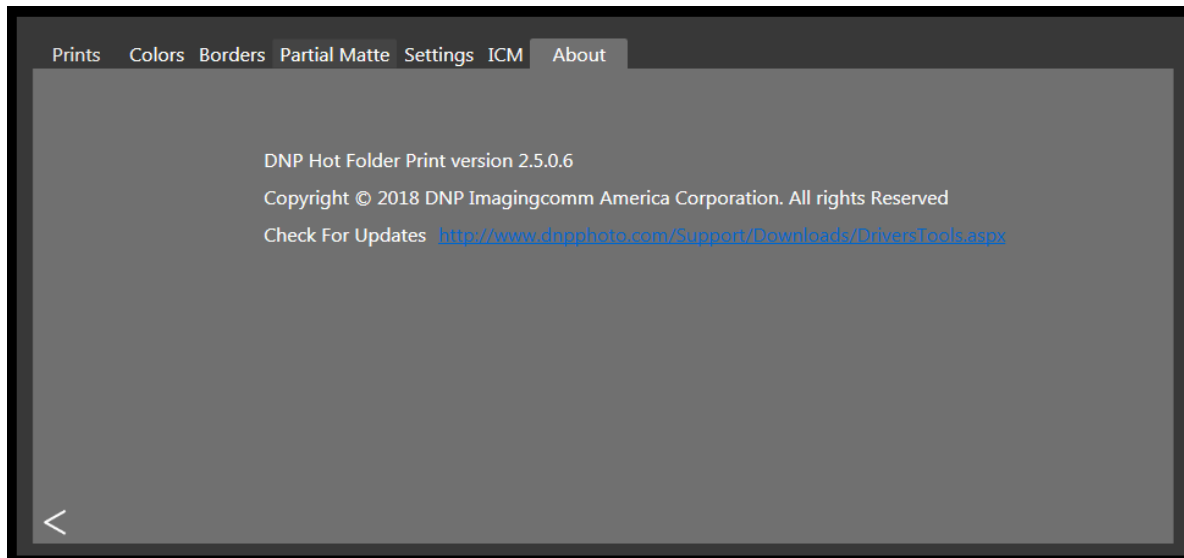 Prints Colors Borders Partial Matte Settings ICM About
DNP Hot Folder Print version 2.5.0.6
Copyright © 2018 DNP Imagingcomm America Corporation. All rights Reserved
Check For Updates http://www.dnpphoto.com/Support/Downloads/DriversTools.aspx
<